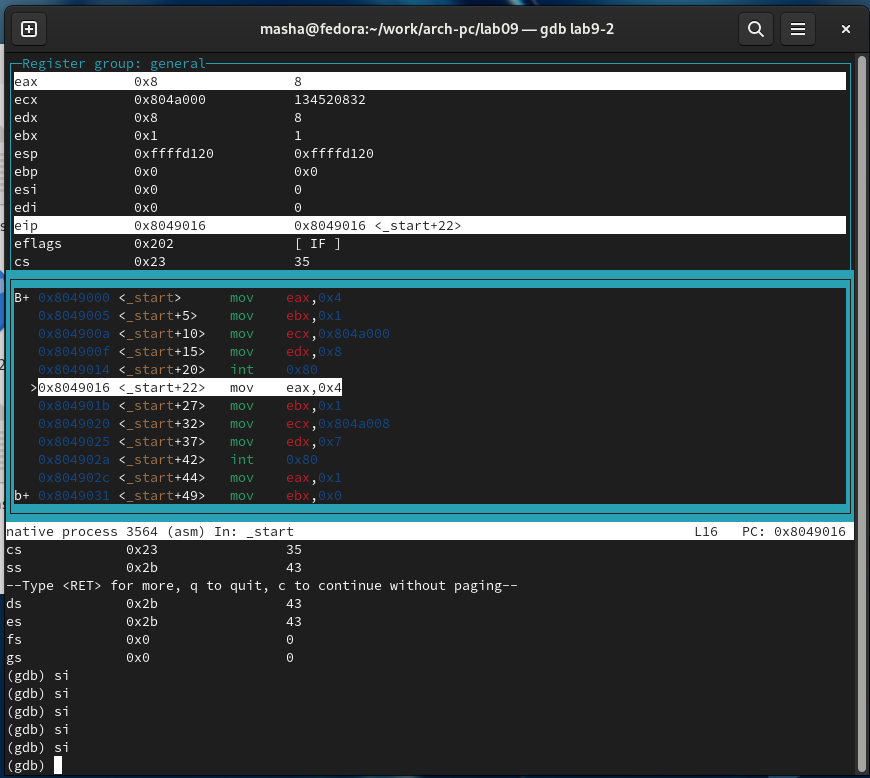 masha@fedora:~/work/arch-pc/lab09 — gdb lab9-2
Register group: general
eax 0x8 8
ecx 0x804a000 134520832
edx 0x8 8
ebx 0x1 1
esp 0xffffd120 0xffffd120
ebp 0x0 0x0
esi 0x0 0
edi 0x0 0
eip 0x8049016 0x8049016 <_start+22>
eflags 0x202 [ IF ]
cs 0x23 35
B+ 0x8049000 <_start> mov eax,0x4
0x8049005 <_start+5> mov ebx,0x1
0x804900a <_start+10> mov ecx,0x804a000
0x804900f <_start+15> mov edx,0x8
0x8049014 <_start+20> int 0x80
>0x8049016 <_start+22> mov eax,0x4
0x804901b <_start+27> mov ebx,0x1
0x8049020 <_start+32> mov ecx,0x804a008
0x8049025 <_start+37> mov edx,0x7
0x804902a <_start+42> int 0x80
0x804902c <_start+44> mov eax,0x1
b+ 0x8049031 <_start+49> mov ebx,0x0
native process 3564 (asm) In: _start L16 PC: 0x8049016
cs 0x23 35
ss 0x2b 43
--Type <RET> for more, q to quit, c to continue without paging--
ds 0x2b 43
es 0x2b 43
fs 0x0 0
gs 0x0 0
(gdb) si
(gdb) si
(gdb) si
(gdb) si
(gdb) si
(gdb)